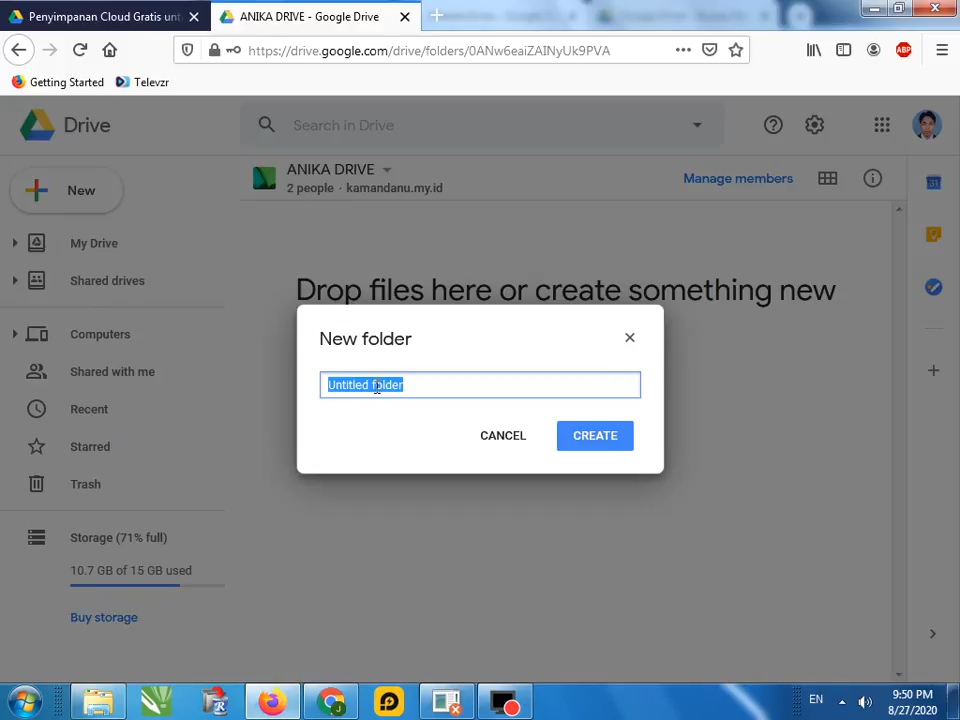 Penyimpanan Cloud Gratis unt
ANIKA DRIVE - Google Drive
https://drive.google.com/drive/folders/0ANw6eaiZAINyUk9PVA
ABP
Getting Started
Televzr
Drive
Search in Drive
ANIKA DRIVE
2 people • kamandanu.my.id
Manage members
New
My Drive
Shared drives
Computers
Shared with me
Recent
Starred
Trash
Storage (71% full)
10.7 GB of 15 GB used
Buy storage
Drop files here or create something new
New folder
Untitled folder
CANCEL
CREATE
EN
9:50 PM
8/27/2020